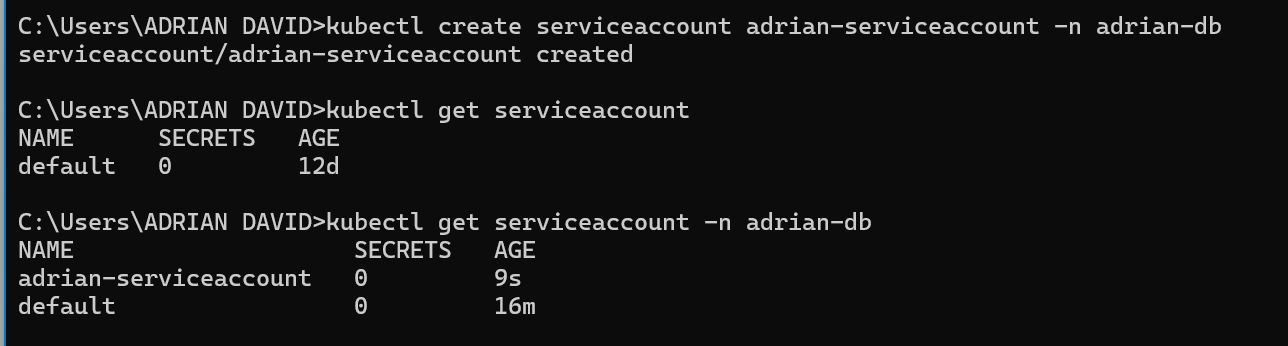 C:\Users\ADRIAN DAVID>kubectl create serviceaccount adrian-serviceaccount -n adrian-db
serviceaccount/adrian-serviceaccount created
C:\Users\ADRIAN DAVID>kubectl get serviceaccount
NAME      SECRETS   AGE
default   0         12d
C:\Users\ADRIAN DAVID>kubectl get serviceaccount -n adrian-db
NAME                    SECRETS   AGE
adrian-serviceaccount   0         9s
default                 0         16m